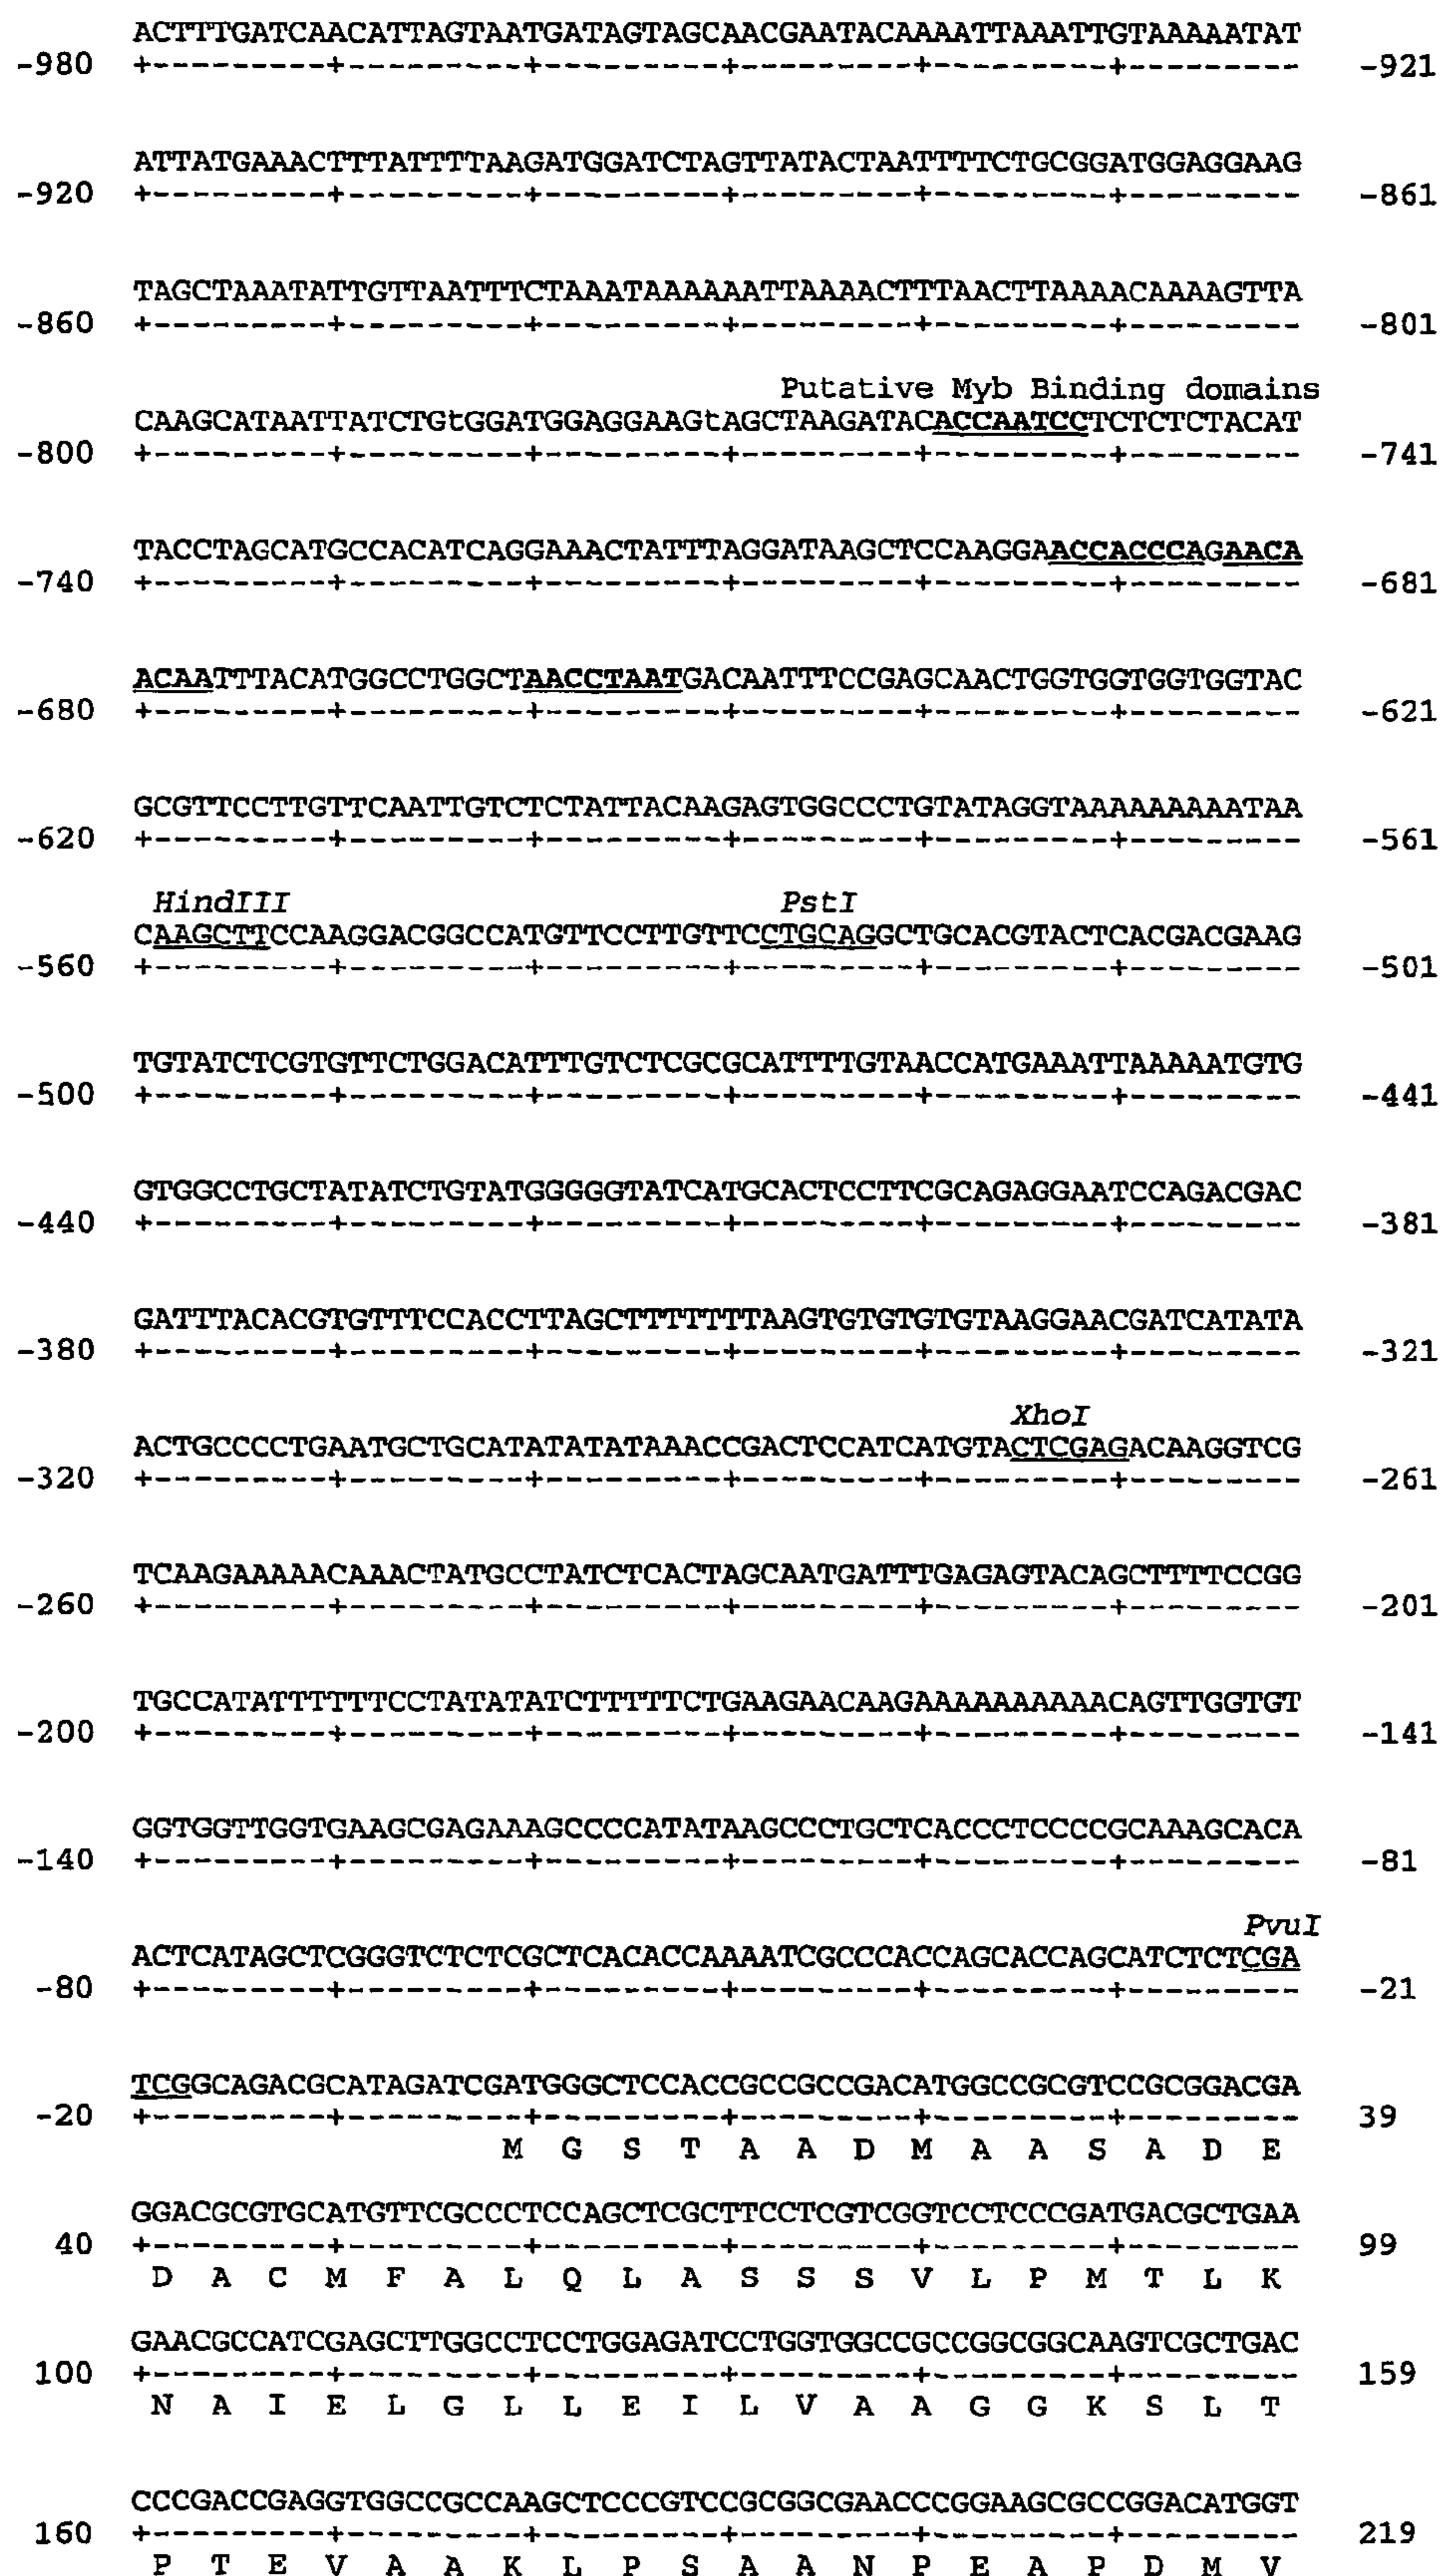 ACTTTGATCAACATTAGTAATGATAGTAGCAACGAATACAAAATTAAATTGTAAAAATAT
-980 +---------+---------+---------+---------+---------+--------- -921
ATTATGAAACTTTATTTTAAGATGGATCTAGTTATACTAATTTTCTGCGGATGGAGGAAG
-920 +---------+---------+---------+---------+---------+--------- -861
TAGCTAAATATTGTTAATTTCTAAATAAAAAAATTAAAACTTTAACTTAAAACAAAAGTTA
-860 +---------+---------+---------+---------+---------+--------- -801
Putative Myb Binding domains
CAAGCATAATTATCTGtGGATGGAGGAAGtAGCTAAGATACACCAATCCTCTCTCTACAT
-800 +---------+---------+---------+---------+---------+--------- -741
TACCTAGCATGCCACATCAGGAAACTATTTAGGATAAGCTCCAAGGAACCACCCAGAACA
-740 +---------+---------+---------+---------+---------+--------- -681
ACAATTTACATGGCCTGGCTAACCTAATGACAATTTCCGAGCAACTGGTGGTGGTGGTAC
-680 +---------+---------+---------+---------+---------+--------- -621
GCGTTCCTTGTTCAATTGTCTCTATTACAAGAGTGGCCCTGTATAGGTAAAAAAAAATAA
-620 +---------+---------+---------+---------+---------+--------- -561
HindIII PstI
CAAGCTTCCAAGGACGGCCATGTTCCTTGTTCCTGCAGGCTGCACGTACTCACGACGAAG
-560 +---------+---------+---------+---------+---------+--------- -501
TGTATCTCGTGTTCTGGACATTTGTCTCGCGCATTTTGTAACCATGAAATTAAAAATGTG
-500 +---------+---------+---------+---------+---------+--------- -441
GTGGCCTGCTATATCTGTATGGGGGTATCATGCACTCCTTCGCAGAGGAATCCAGACGAC
-440 +---------+---------+---------+---------+---------+--------- -381
GATTTACACGTGTTTCCACCTTAGCTTTTTTTAAGTGTGTGTGTAAGGAACGATCATATA
-380 +---------+---------+---------+---------+---------+--------- -321
XhoI
ACTGCCCCTGAATGCTGCATATATATAAACCGACTCCATCATGTACTCGAGACAAGGTCG
-320 +---------+---------+---------+---------+---------+--------- -261
TCAAGAAAAACAAACTATGCCTATCTCACTAGCAATGATTTGAGAGTACAGCTTTTCCGG
-260 +---------+---------+---------+---------+---------+--------- -201
TGCCATATTTTTTCCTATATATCTTTTTCTGAAGAACAAGAAAAAAAAAACAGTTGGTGT
-200 +---------+---------+---------+---------+---------+--------- -141
GGTGGTTGGTGAAGCGAGAAAGCCCCATATAAGCCCTGCTCACCCTCCCCGCAAAGCACA
-140 +---------+---------+---------+---------+---------+--------- -81
PvuI
ACTCATAGCTCGGGTCTCTCGCTCACACCAAAATCGCCCACCAGCACCAGCATCTCTCGA
-80 +---------+---------+---------+---------+---------+--------- -21
TCGGCAGACGCATAGATCGATGGGCTCCACCGCCGCCGACATGGCCGCGTCCGCGGACGA
-20 +---------+---------+---------+---------+---------+--------- 39
M G S T A A D M A A S A D E
GGACGCGTGCATGTTCGCCCTCCAGCTCGCTTCCTCGTCGGTCCTCCCGATGACGCTGAA
40 +---------+---------+---------+---------+---------+--------- 99
D A C M F A L Q L A S S S V L P M T L K
GAACGCCATCGAGCTTGGCCTCCTGGAGATCCTGGTGGCCGCCGGCGGCAAGTCGCTGAC
100 +---------+---------+---------+---------+---------+--------- 159
N A I E L G L L E I L V A A G G K S L T
CCCGACCGAGGTGGCCGCCAAGCTCCCGTCCGCGGCGAACCCGGAAGCGCCGGACATGGT
160 +---------+---------+---------+---------+---------+--------- 219
P T E V A A K L P S A A N P E A P D M V